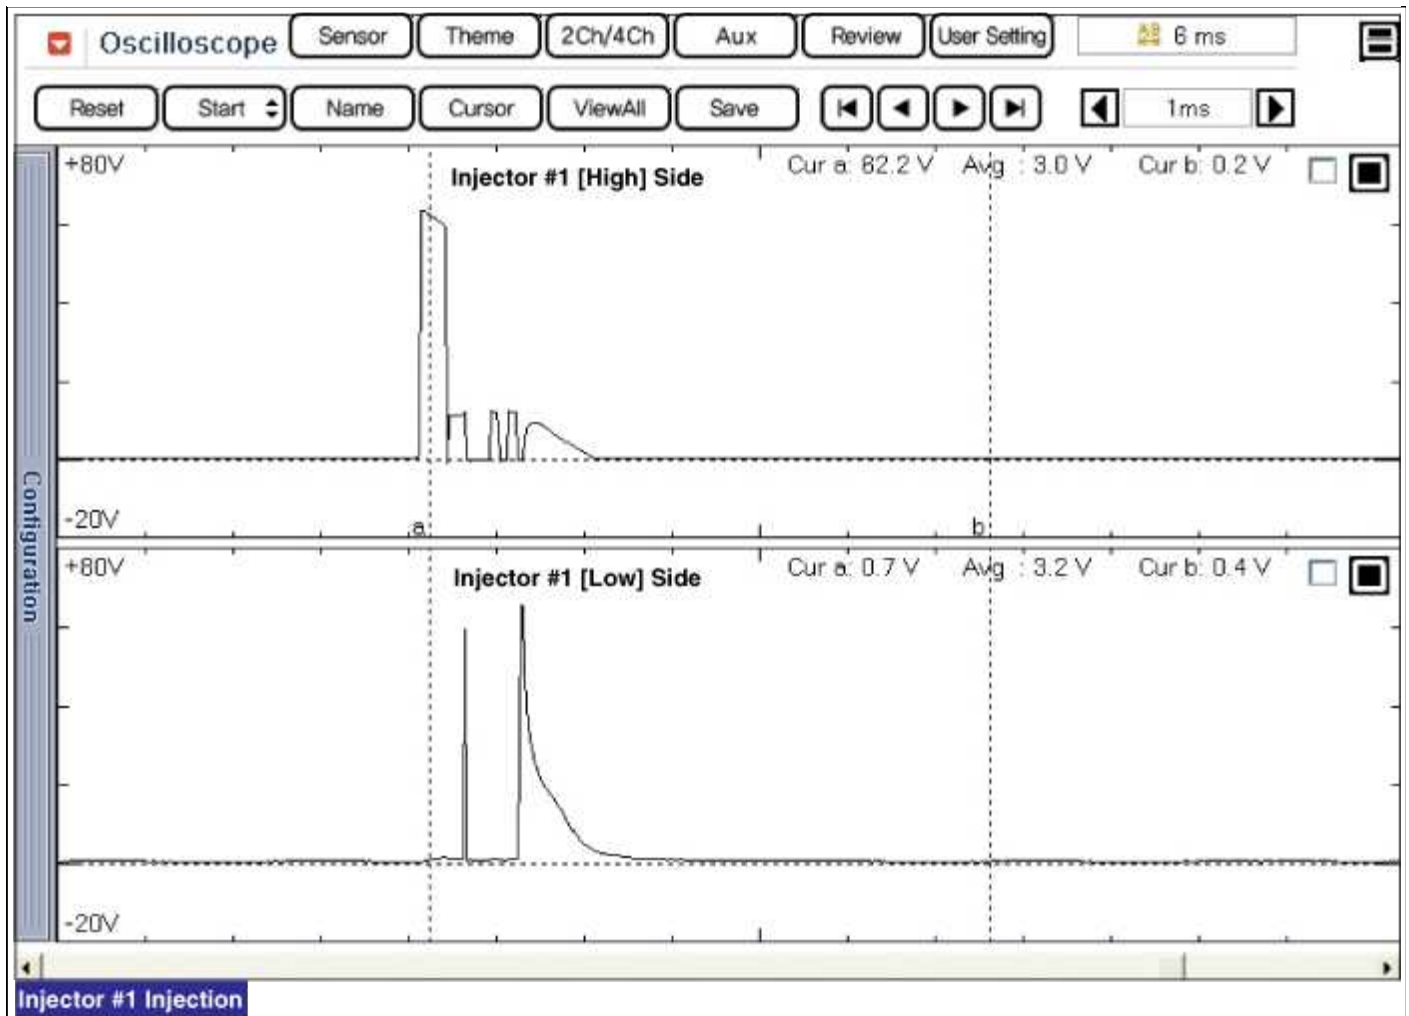 Oscilloscope Sensor Theme 2Ch/4Ch Aux Review User Setting 6 ms
Reset Start Name Cursor ViewAll Save 1ms
+80V Injector #1 [High] Side Cur a: 62.2 V Avg : 3.0 V Cur b: 0.2 V
-20V a b
+80V Injector #1 [Low] Side Cur a: 0.7 V Avg : 3.2 V Cur b: 0.4 V
-20V
Configuration
Injector #1 Injection